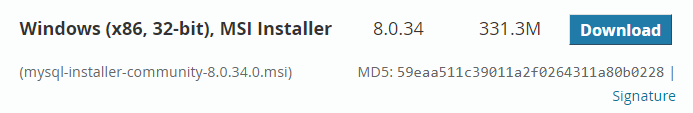 Windows (x86, 32-bit), MSI Installer 8.0.34 331.3M Download
(mysql-installer-community-8.0.34.0.msi) MD5: 59eaa511c39011a2f0264311a80b0228 |
Signature